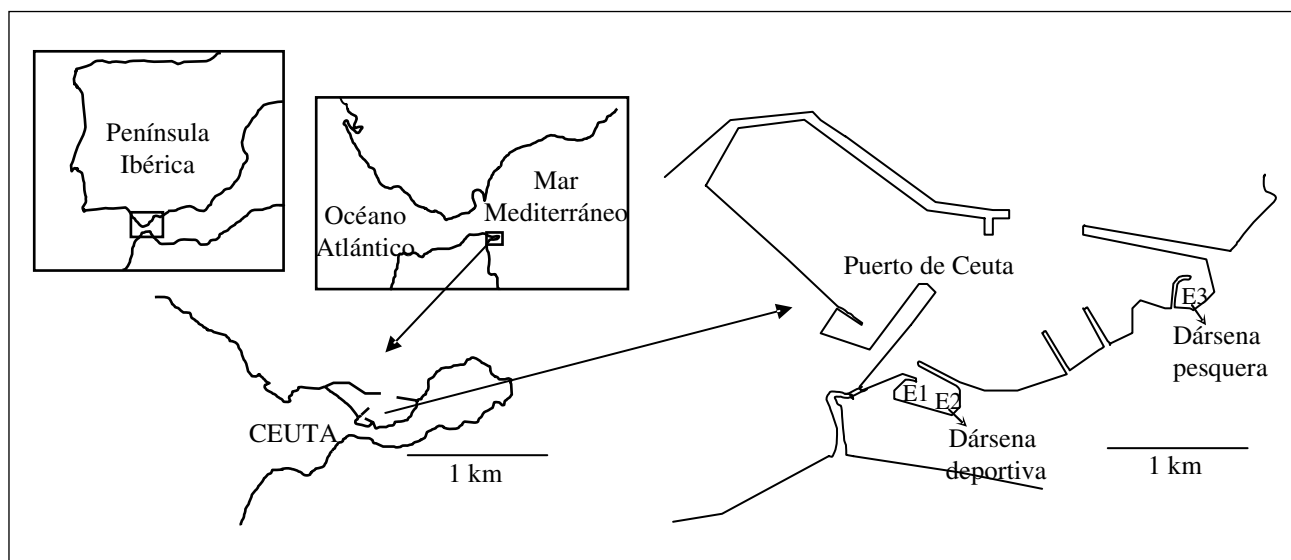 Península
Ibérica
Mar
Mediterráneo
Océano
Atlántico
CEUTA
1 km
Puerto de Ceuta
E3
Dársena
pesquera
E1
E2
Dársena
deportiva
1 km